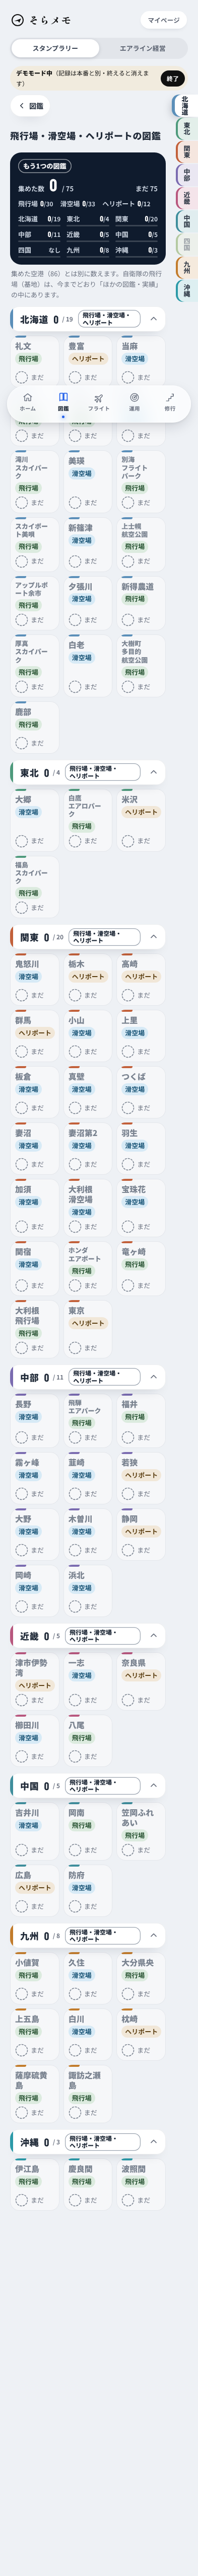 そらメモ
マイページ
スタンプラリー
エアライン経営
デモモード中（記録は本番と別・終えると消えます）
終了
図鑑
北海道
東北
関東
中部
近畿
中国
四国
九州
沖縄
飛行場・滑空場・ヘリポートの図鑑
もう1つの図鑑
集めた数 0 / 75
まだ 75
飛行場 0/30 滑空場 0/33 ヘリポート 0/12
北海道 0/19 東北 0/4 関東 0/20
中部 0/11 近畿 0/5 中国 0/5
四国 なし 九州 0/8 沖縄 0/3
集めた空港（86）とは別に数えます。自衛隊の飛行場（基地）は、今までどおり「ほかの図鑑・実績」の中にあります。
北海道 0 / 19
飛行場・滑空場・ヘリポート
礼文
飛行場
まだ
豊富
ヘリポート
まだ
当麻
滑空場
まだ
ホーム
図鑑
フライト
運用
修行
まだ
まだ
まだ
滝川スカイパーク
飛行場
まだ
美瑛
滑空場
まだ
別海フライトパーク
飛行場
まだ
スカイポート美唄
飛行場
まだ
新篠津
滑空場
まだ
上士幌航空公園
飛行場
まだ
アップルポート余市
飛行場
まだ
夕張川
滑空場
まだ
新得農道
飛行場
まだ
厚真スカイパーク
飛行場
まだ
白老
滑空場
まだ
大樹町多目的航空公園
飛行場
まだ
鹿部
飛行場
まだ
東北 0 / 4
飛行場・滑空場・ヘリポート
大郷
滑空場
まだ
白鷹エアロパーク
飛行場
まだ
米沢
ヘリポート
まだ
福島スカイパーク
飛行場
まだ
関東 0 / 20
飛行場・滑空場・ヘリポート
鬼怒川
滑空場
まだ
栃木
ヘリポート
まだ
高崎
ヘリポート
まだ
群馬
ヘリポート
まだ
小山
滑空場
まだ
上里
滑空場
まだ
板倉
滑空場
まだ
真壁
滑空場
まだ
つくば
滑空場
まだ
妻沼
滑空場
まだ
妻沼第2
滑空場
まだ
羽生
滑空場
まだ
加須
滑空場
まだ
大利根滑空場
滑空場
まだ
宝珠花
滑空場
まだ
関宿
滑空場
まだ
ホンダエアポート
飛行場
まだ
竜ヶ崎
飛行場
まだ
大利根飛行場
飛行場
まだ
東京
ヘリポート
まだ
中部 0 / 11
飛行場・滑空場・ヘリポート
長野
滑空場
まだ
飛騨エアパーク
飛行場
まだ
福井
飛行場
まだ
霧ヶ峰
滑空場
まだ
韮崎
滑空場
まだ
若狭
ヘリポート
まだ
大野
滑空場
まだ
木曽川
滑空場
まだ
静岡
ヘリポート
まだ
岡崎
滑空場
まだ
浜北
滑空場
まだ
近畿 0 / 5
飛行場・滑空場・ヘリポート
津市伊勢湾
ヘリポート
まだ
一志
滑空場
まだ
奈良県
ヘリポート
まだ
櫛田川
滑空場
まだ
八尾
飛行場
まだ
中国 0 / 5
飛行場・滑空場・ヘリポート
吉井川
滑空場
まだ
岡南
飛行場
まだ
笠岡ふれあい
飛行場
まだ
広島
ヘリポート
まだ
防府
滑空場
まだ
九州 0 / 8
飛行場・滑空場・ヘリポート
小値賀
飛行場
まだ
久住
滑空場
まだ
大分県央
飛行場
まだ
上五島
飛行場
まだ
白川
滑空場
まだ
枕崎
ヘリポート
まだ
薩摩硫黄島
飛行場
まだ
諏訪之瀬島
飛行場
まだ
沖縄 0 / 3
飛行場・滑空場・ヘリポート
伊江島
飛行場
まだ
慶良間
飛行場
まだ
波照間
飛行場
まだ